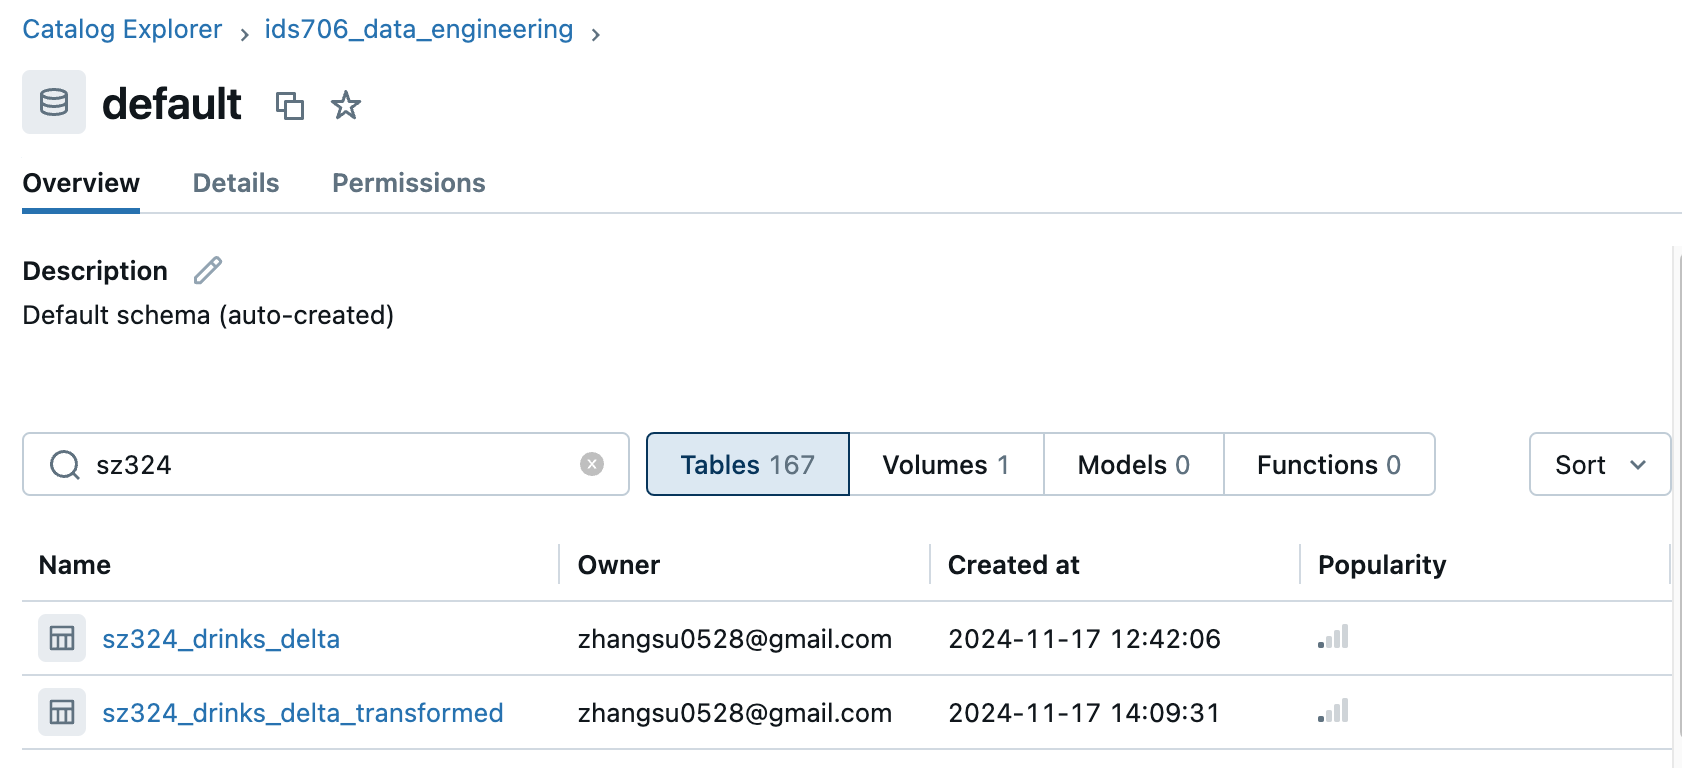 Catalog Explorer › ids706_data_engineering ›
default
Overview Details Permissions
Description
Default schema (auto-created)
sz324 Tables 167 Volumes 1 Models 0 Functions 0 Sort
Name Owner Created at Popularity
sz324_drinks_delta zhangsu0528@gmail.com 2024-11-17 12:42:06
sz324_drinks_delta_transformed zhangsu0528@gmail.com 2024-11-17 14:09:31